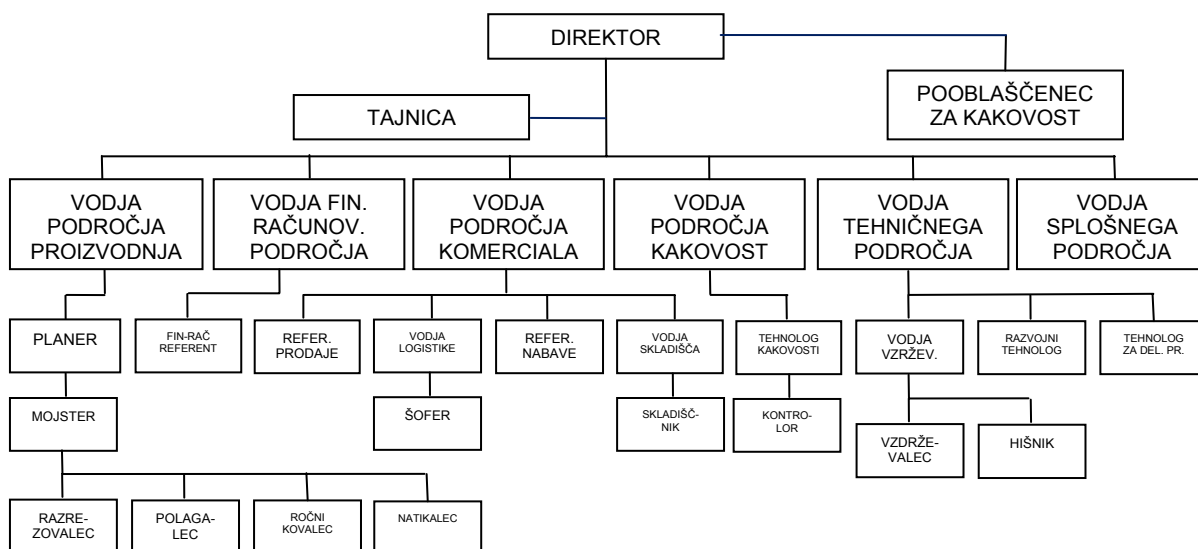 DIREKTOR
POOBLAŠČENEC
ZA KAKOVOST
TAJNICA
VODJA
PODROČJA
PROIZVODNJA
VODJA FIN.
RAČUNOV.
PODROČJA
VODJA
PODROČJA
KOMERCIALA
VODJA
PODROČJA
KAKOVOST
VODJA
TEHNIČNEGA
PODROČJA
VODJA
SPLOŠNEGA
PODROČJA
PLANER
FIN-RAČ
REFERENT
REFER.
PRODAJE
VODJA
LOGISTIKE
REFER.
NABAVE
VODJA
SKLADIŠČA
TEHNOLOG
KAKOVOSTI
VODJA
VZRŽEV.
RAZVOJNI
TEHNOLOG
TEHNOLOG
ZA DEL. PR.
MOJSTER
ŠOFER
SKLADIŠČ-
NIK
KONTRO-
LOR
VZDRŽE-
VALEC
HIŠNIK
RAZRE-
ZOVALEC
POLAGA-
LEC
ROČNI
KOVALEC
NATIKALEC